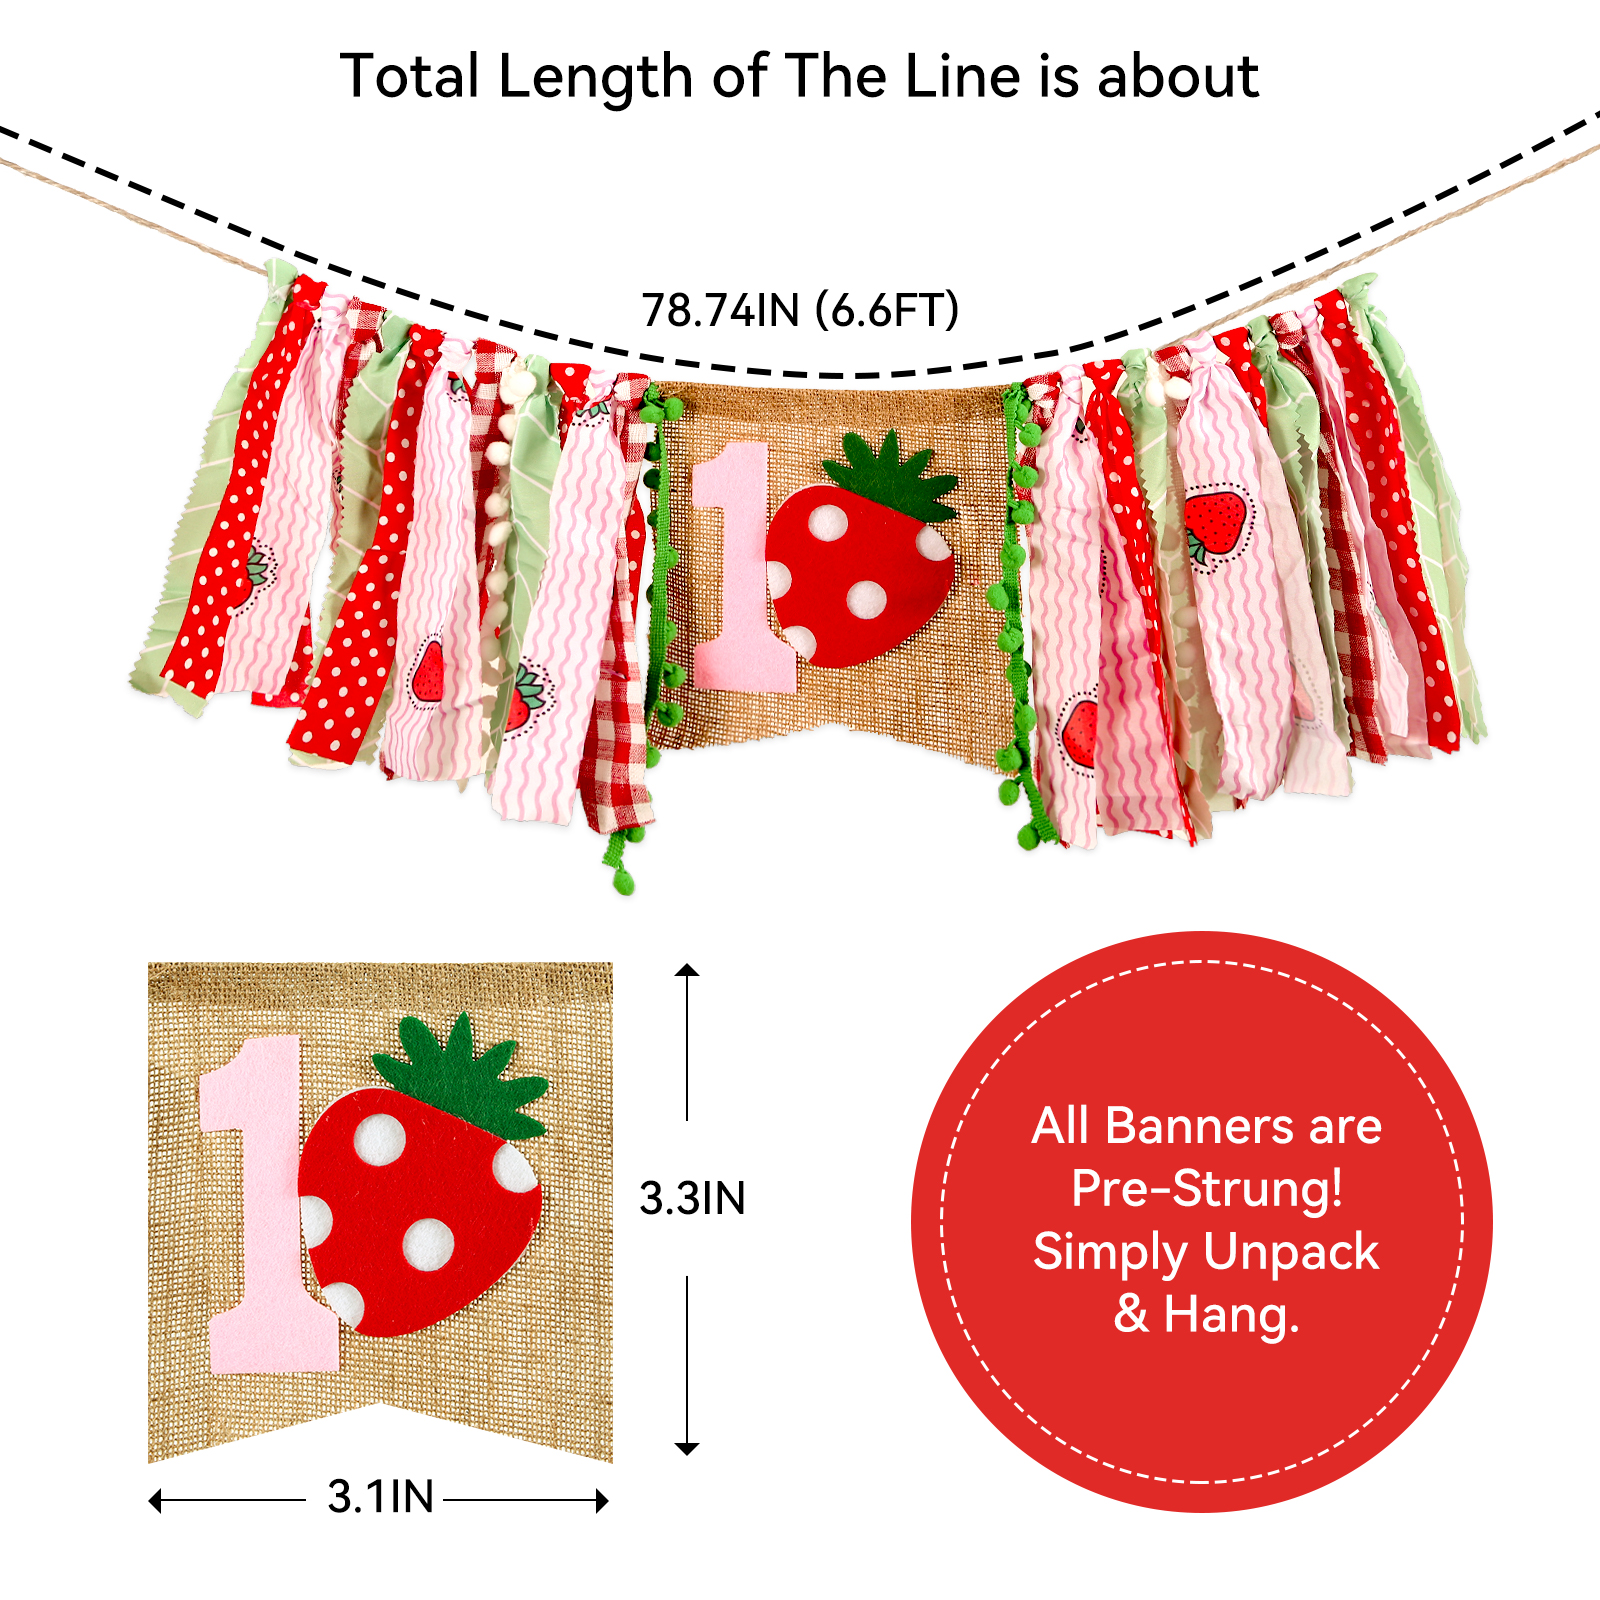 Total Length of The Line is about
78.74IN (6.6FT)
1
1
3.3IN
3.1IN
All Banners are
Pre-Strung!
Simply Unpack
& Hang.